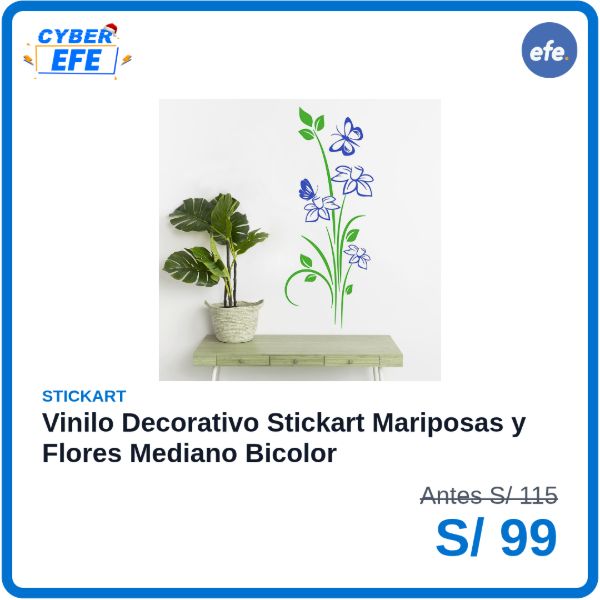 CYBER
EFE
efe.
STICKART
Vinilo Decorativo Stickart Mariposas y
Flores Mediano Bicolor
Antes S/ 115
S/ 99